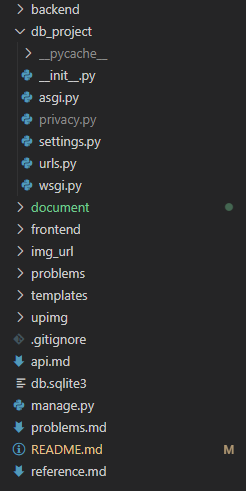 backend
db_project
__pycache__
__init__.py
asgi.py
privacy.py
settings.py
urls.py
wsgi.py
document
frontend
img_url
problems
templates
upimg
.gitignore
api.md
db.sqlite3
manage.py
problems.md
README.md M
reference.md